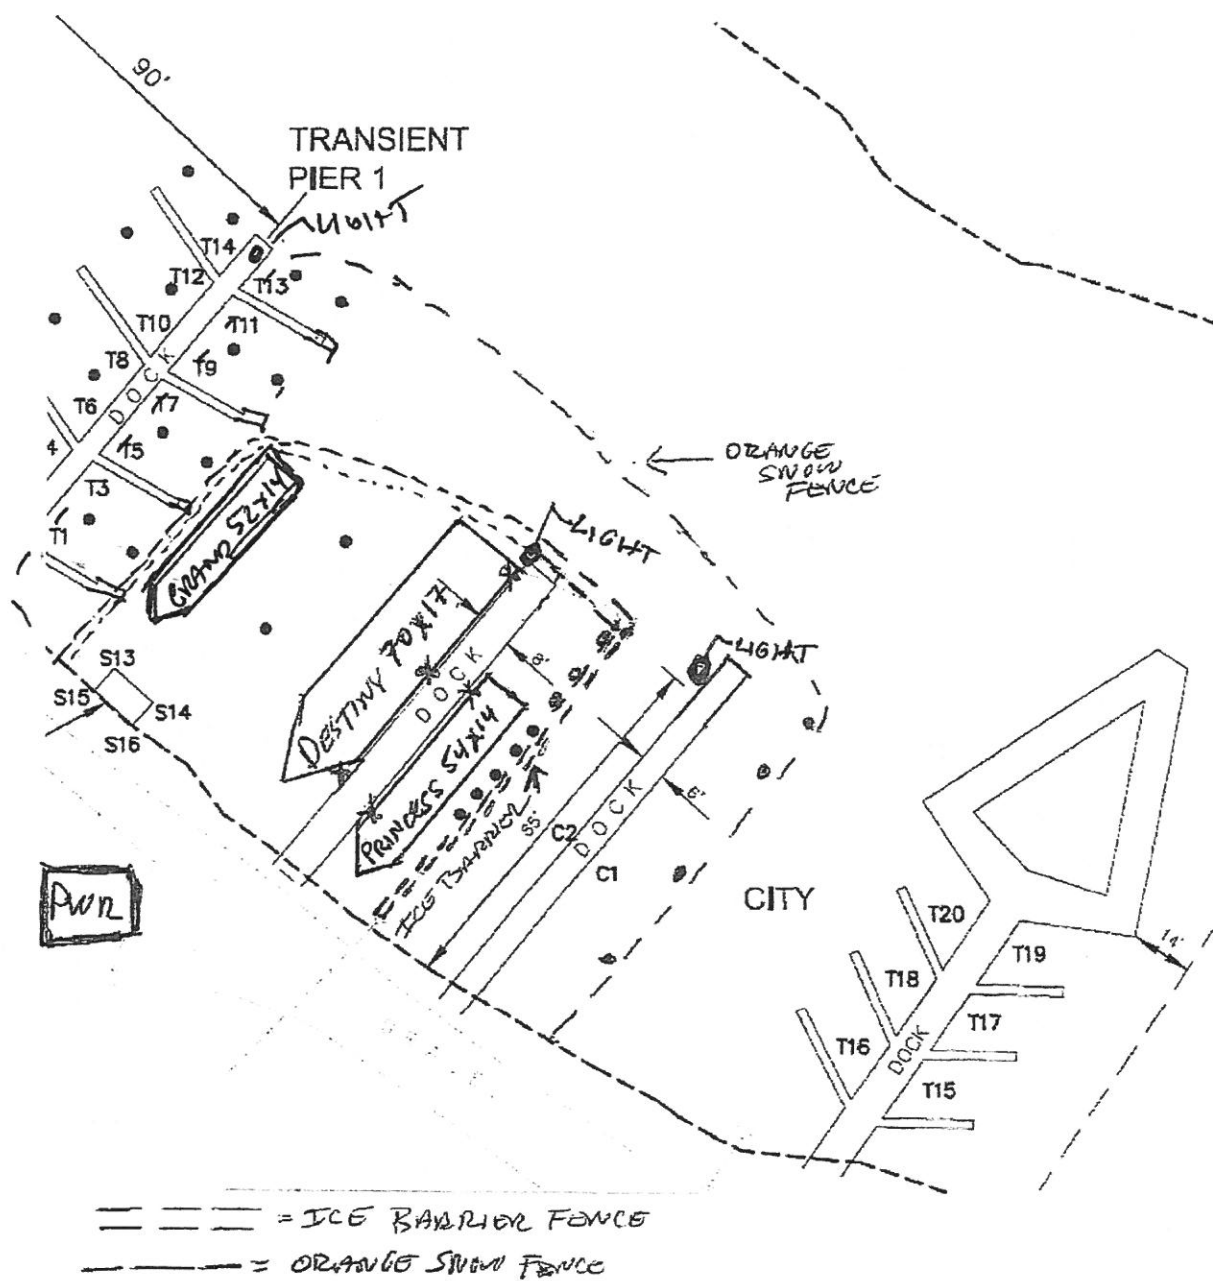 90'
TRANSIENT
PIER 1
LIGHT
T14
T12
T13
T10
T11
T8
T9
T6
T7
4
T5
T3
T1
DOCK
ORANGE
SNOW
FENCE
GRAND 52X14
LIGHT
DESTINY 70X17
DOCK
8'
LIGHT
S13
S15
S14
S16
PRINCESS 54X14
ICE BARRIER
55'
DOCK
6'
C2
C1
PWR
CITY
T20
T19
14'
T18
T17
T16
DOCK
T15
= ICE BARRIER FENCE
= ORANGE SNOW FENCE